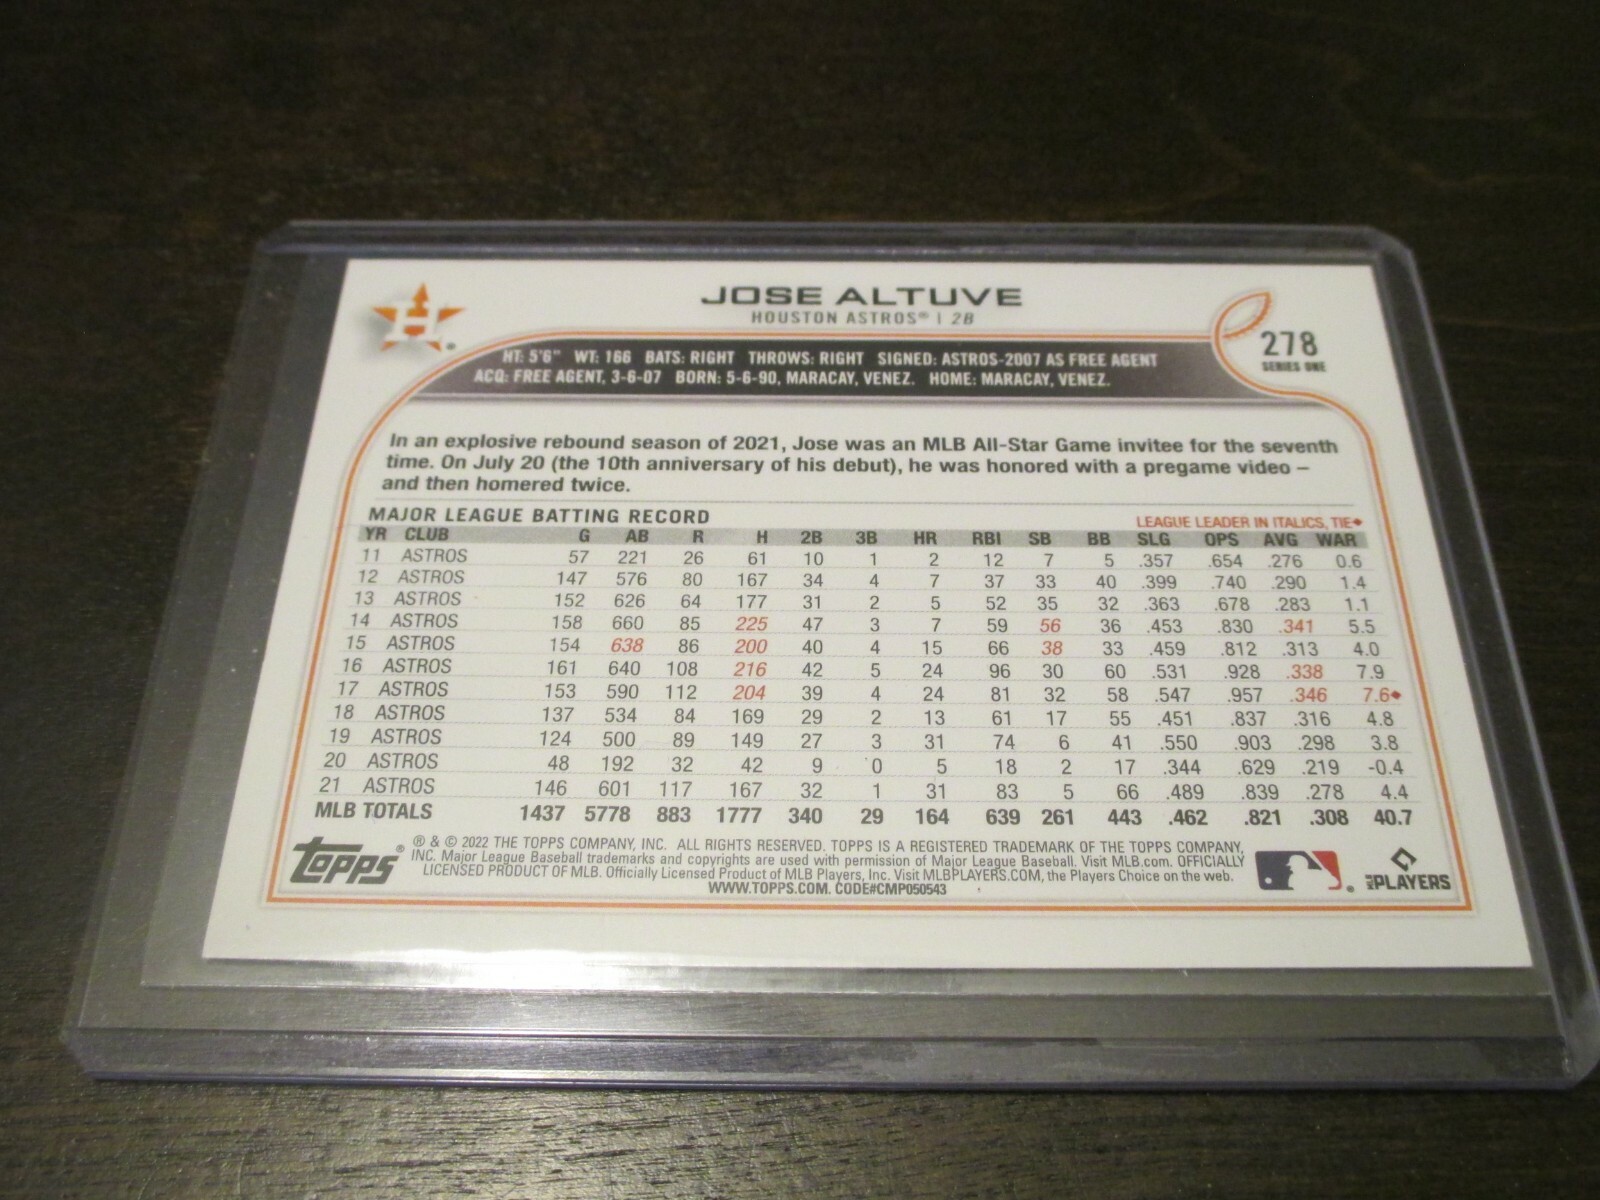 JOSE ALTUVE
HOUSTON ASTROS® | 2B
278
SERIES ONE
HT: 5'6" WT: 166 BATS: RIGHT THROWS: RIGHT SIGNED: ASTROS-2007 AS FREE AGENT
ACQ: FREE AGENT, 3-6-07 BORN: 5-6-90, MARACAY, VENEZ. HOME: MARACAY, VENEZ.
In an explosive rebound season of 2021, Jose was an MLB All-Star Game invitee for the seventh
time. On July 20 (the 10th anniversary of his debut), he was honored with a pregame video –
and then homered twice.
MAJOR LEAGUE BATTING RECORD
LEAGUE LEADER IN ITALICS, TIE◆
YR CLUB G AB R H 2B 3B HR RBI SB BB SLG OPS AVG WAR
11 ASTROS 57 221 26 61 10 1 2 12 7 5 .357 .654 .276 0.6
12 ASTROS 147 576 80 167 34 4 7 37 33 40 .399 .740 .290 1.4
13 ASTROS 152 626 64 177 31 2 5 52 35 32 .363 .678 .283 1.1
14 ASTROS 158 660 85 225 47 3 7 59 56 36 .453 .830 .341 5.5
15 ASTROS 154 638 86 200 40 4 15 66 38 33 .459 .812 .313 4.0
16 ASTROS 161 640 108 216 42 5 24 96 30 60 .531 .928 .338 7.9
17 ASTROS 153 590 112 204 39 4 24 81 32 58 .547 .957 .346 7.6◆
18 ASTROS 137 534 84 169 29 2 13 61 17 55 .451 .837 .316 4.8
19 ASTROS 124 500 89 149 27 3 31 74 6 41 .550 .903 .298 3.8
20 ASTROS 48 192 32 42 9 0 5 18 2 17 .344 .629 .219 -0.4
21 ASTROS 146 601 117 167 32 1 31 83 5 66 .489 .839 .278 4.4
MLB TOTALS 1437 5778 883 1777 340 29 164 639 261 443 .462 .821 .308 40.7
topps®
® & © 2022 THE TOPPS COMPANY, INC. ALL RIGHTS RESERVED. TOPPS IS A REGISTERED TRADEMARK OF THE TOPPS COMPANY,
INC. Major League Baseball trademarks and copyrights are used with permission of Major League Baseball. Visit MLB.com. OFFICIALLY
LICENSED PRODUCT OF MLB. Officially Licensed Product of MLB Players, Inc. Visit MLBPLAYERS.COM, the Players Choice on the web.
WWW.TOPPS.COM. CODE#CMP050543
MLB PLAYERS